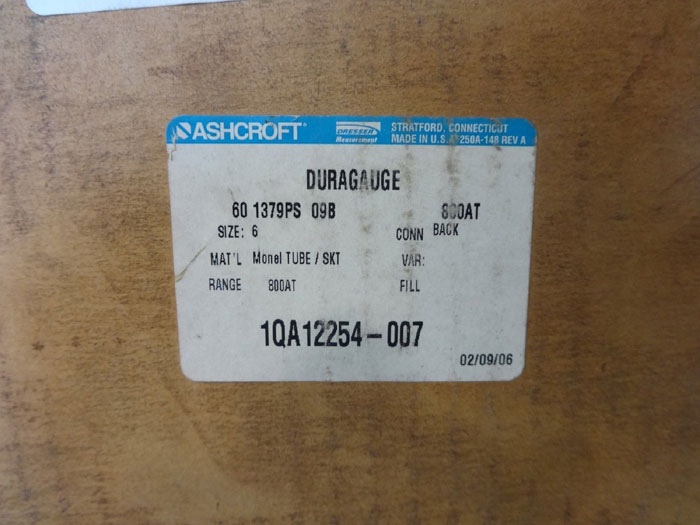 ASHCROFT DRESSER Measurement STRATFORD, CONNECTICUT
MADE IN U.S.A. 250A-148 REV A
DURAGAUGE
60 1379PS 09B 800AT
SIZE: 6 CONN BACK
MAT'L Monel TUBE / SKT VAR:
RANGE 800AT FILL
1QA12254-007
02/09/06